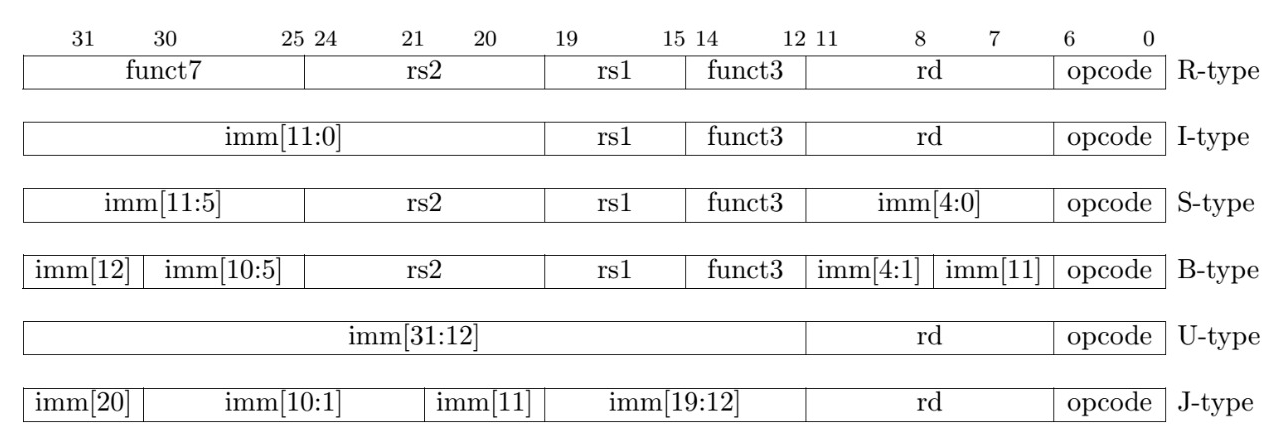 31 30 25 24 21 20 19 15 14 12 11 8 7 6 0
funct7 rs2 rs1 funct3 rd opcode R-type
imm[11:0] rs1 funct3 rd opcode I-type
imm[11:5] rs2 rs1 funct3 imm[4:0] opcode S-type
imm[12] imm[10:5] rs2 rs1 funct3 imm[4:1] imm[11] opcode B-type
imm[31:12] rd opcode U-type
imm[20] imm[10:1] imm[11] imm[19:12] rd opcode J-type